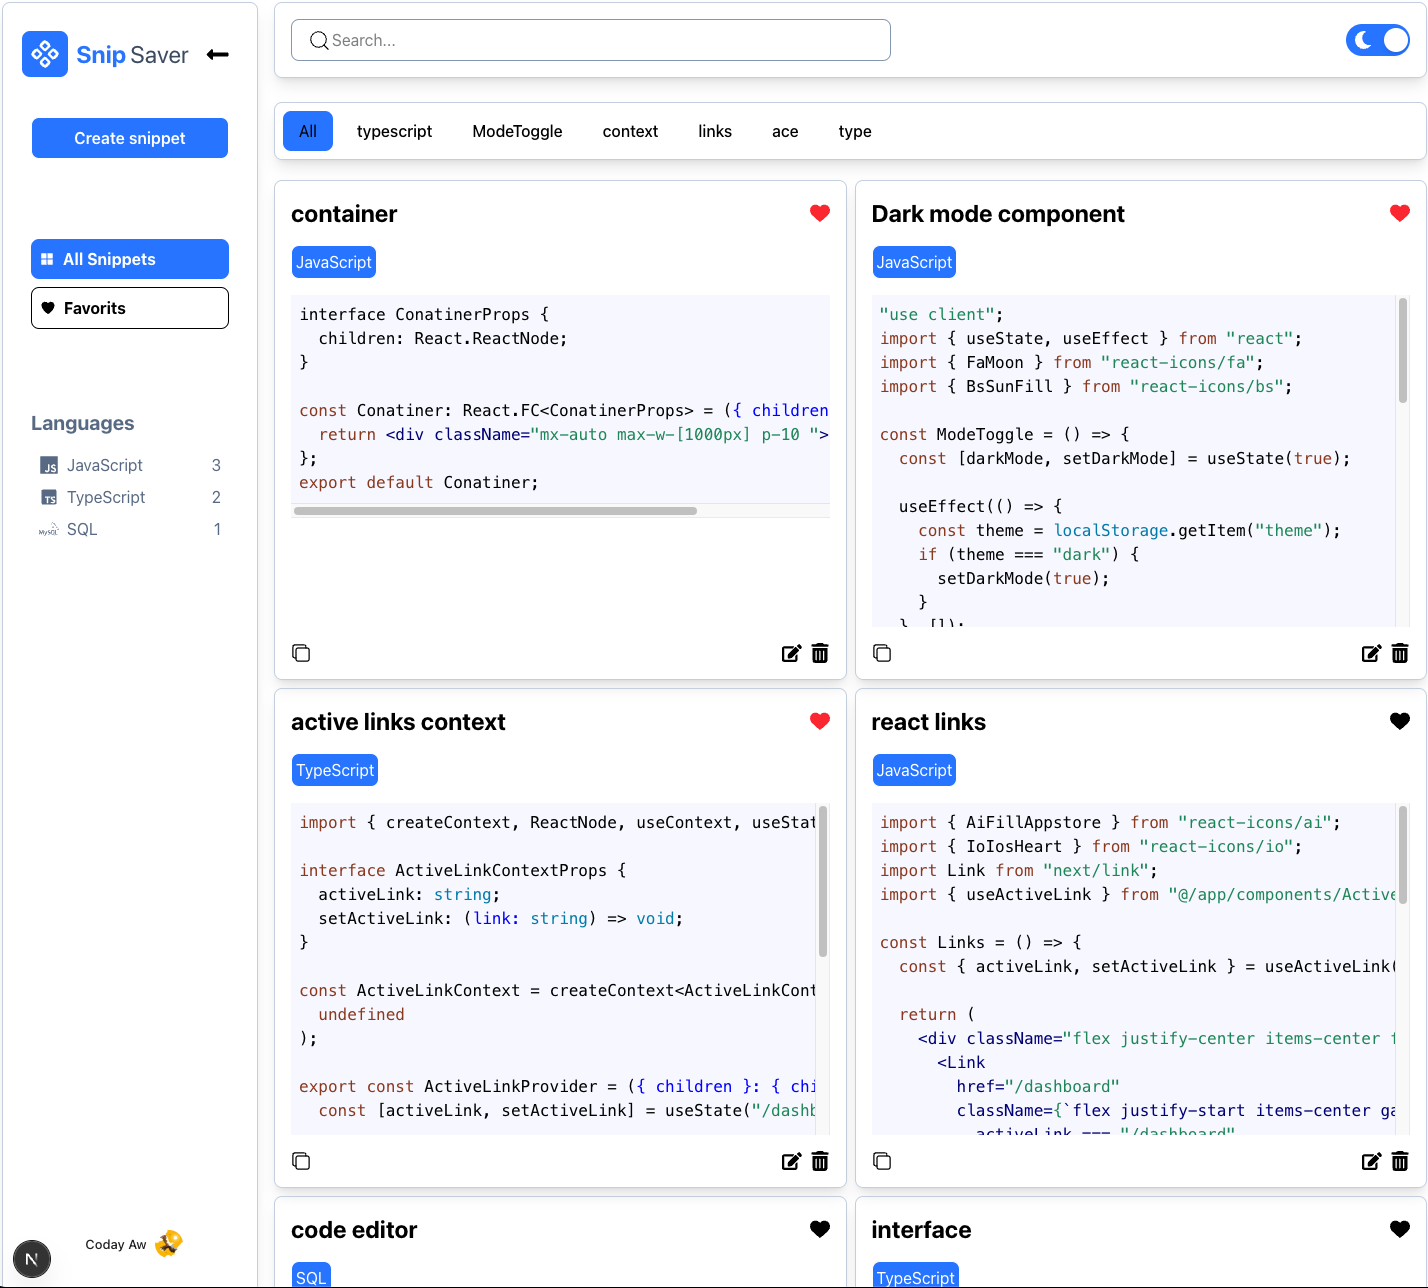 Snip Saver
Create snippet
All Snippets
Favorits
Languages
JavaScript 3
TypeScript 2
SQL 1
Coday Aw
N
Search...
All typescript ModeToggle context links ace type
container
JavaScript
interface ConatinerProps {
  children: React.ReactNode;
}
const Conatiner: React.FC<ConatinerProps> = ({ children
  return <div className="mx-auto max-w-[1000px] p-10 ">
};
export default Conatiner;
Dark mode component
JavaScript
"use client";
import { useState, useEffect } from "react";
import { FaMoon } from "react-icons/fa";
import { BsSunFill } from "react-icons/bs";
const ModeToggle = () => {
  const [darkMode, setDarkMode] = useState(true);
  useEffect(() => {
    const theme = localStorage.getItem("theme");
    if (theme === "dark") {
      setDarkMode(true);
    }
  }, []);
active links context
TypeScript
import { createContext, ReactNode, useContext, useStat
interface ActiveLinkContextProps {
  activeLink: string;
  setActiveLink: (link: string) => void;
}
const ActiveLinkContext = createContext<ActiveLinkCont
  undefined
);
export const ActiveLinkProvider = ({ children }: { chi
  const [activeLink, setActiveLink] = useState("/dashb
react links
JavaScript
import { AiFillAppstore } from "react-icons/ai";
import { IoIosHeart } from "react-icons/io";
import Link from "next/link";
import { useActiveLink } from "@/app/components/Active
const Links = () => {
  const { activeLink, setActiveLink } = useActiveLink(
  return (
    <div className="flex justify-center items-center f
      <Link
        href="/dashboard"
        className={`flex justify-start items-center ga
          activeLink === "/dashboard"
code editor
SQL
interface
TypeScript